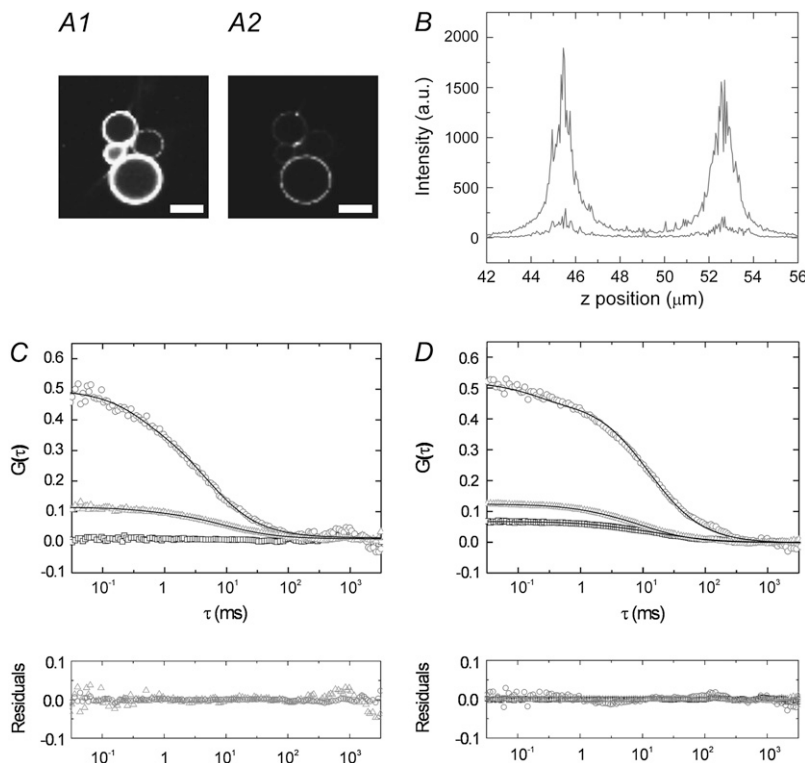 A1 A2 B
2000
1500
1000
500
0
Intensity (a.u.)
42 44 46 48 50 52 54 56
z position (μm)
C
0.6
0.5
0.4
0.3
0.2
0.1
0.0
-0.1
G(τ)
10⁻¹ 1 10¹ 10² 10³
τ (ms)
0.1
0.0
-0.1
Residuals
10⁻¹ 1 10¹ 10² 10³
D
0.6
0.5
0.4
0.3
0.2
0.1
0.0
-0.1
G(τ)
10⁻¹ 1 10¹ 10² 10³
τ (ms)
0.1
0.0
-0.1
Residuals
10⁻¹ 1 10¹ 10² 10³